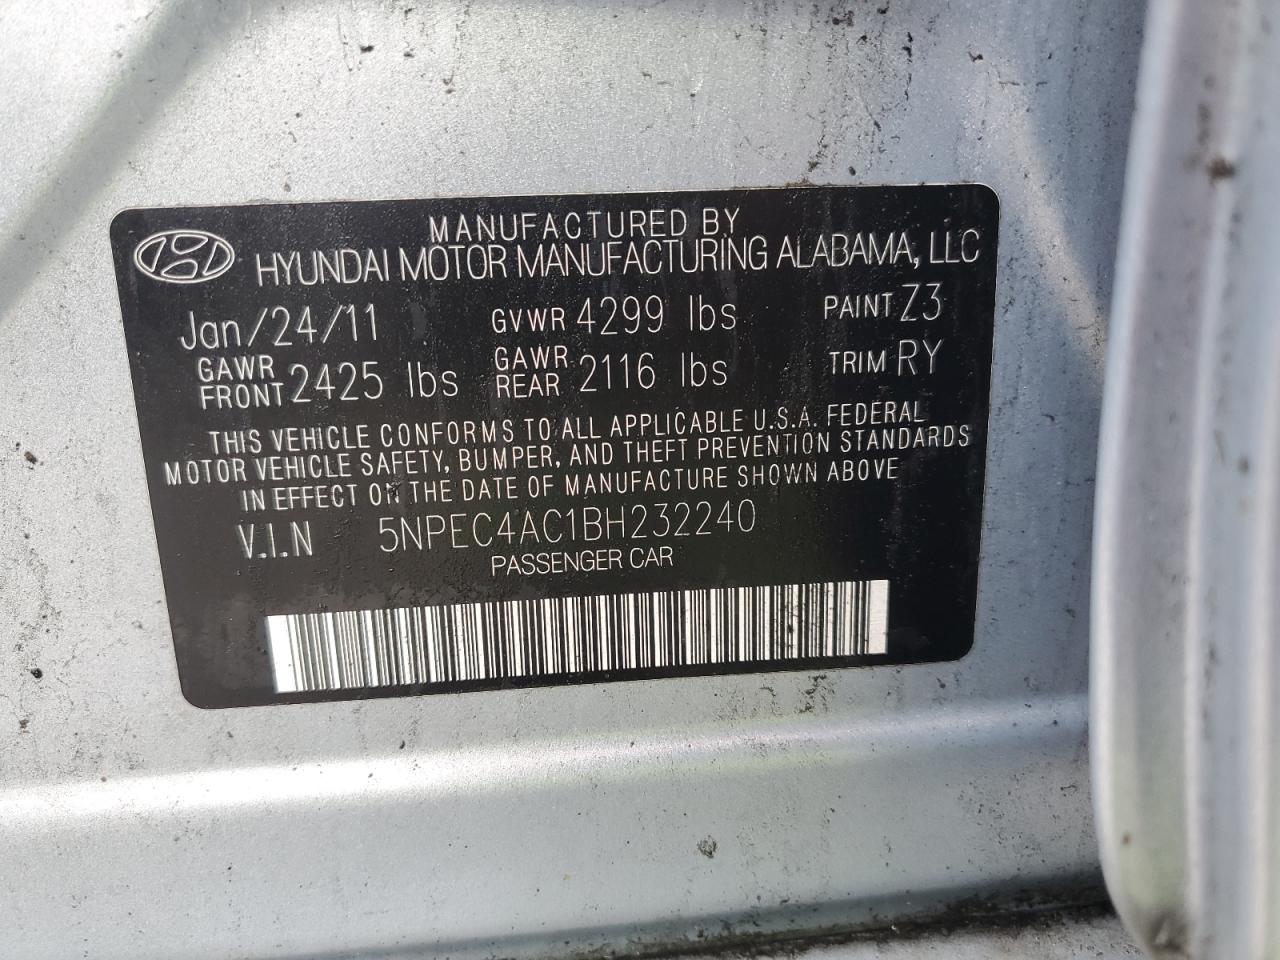 MANUFACTURED BY
HYUNDAI MOTOR MANUFACTURING ALABAMA, LLC
Jan/24/11 GVWR 4299 lbs PAINT Z3
GAWR FRONT 2425 lbs GAWR REAR 2116 lbs TRIM RY
THIS VEHICLE CONFORMS TO ALL APPLICABLE U.S.A. FEDERAL
MOTOR VEHICLE SAFETY, BUMPER, AND THEFT PREVENTION STANDARDS
IN EFFECT ON THE DATE OF MANUFACTURE SHOWN ABOVE
V.I.N 5NPEC4AC1BH232240
PASSENGER CAR